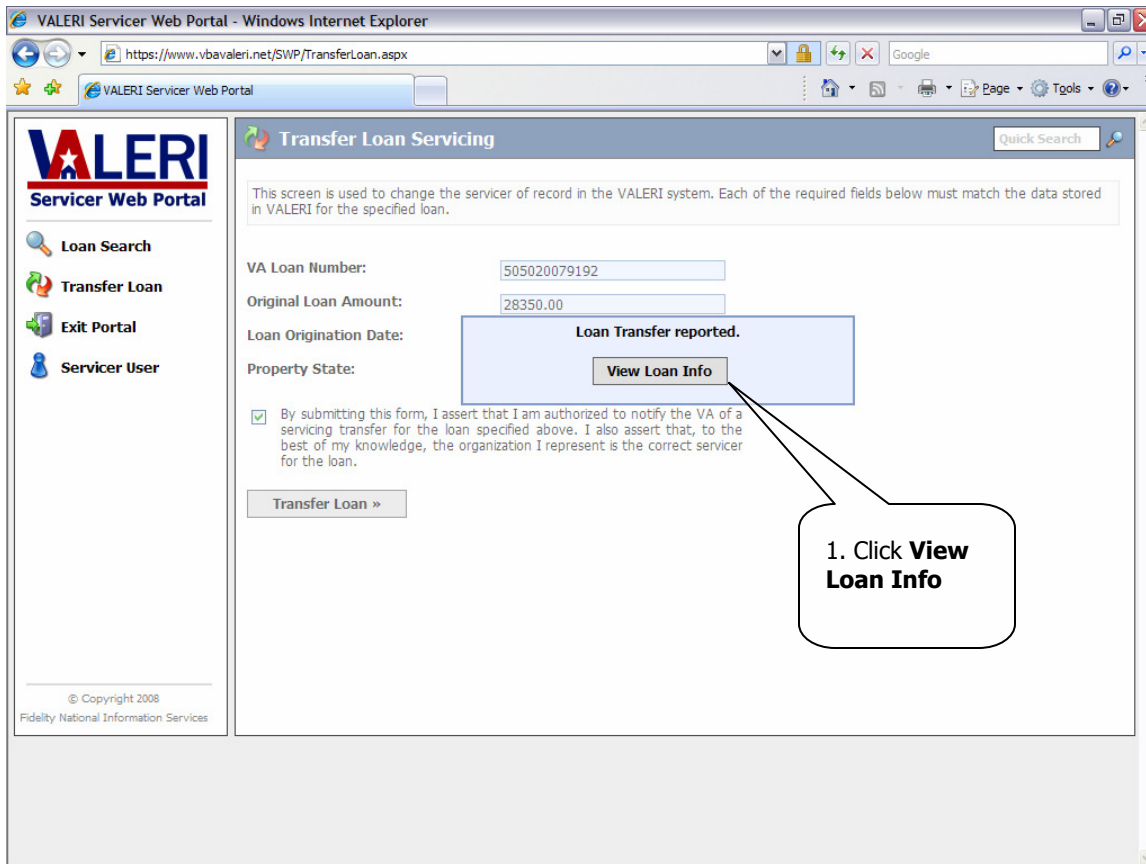 VALERI Servicer Web Portal - Windows Internet Explorer
https://www.vbavaleri.net/SWP/TransferLoan.aspx
Google
VALERI Servicer Web Portal
Page
Tools
VALERI
Servicer Web Portal
Loan Search
Transfer Loan
Exit Portal
Servicer User
© Copyright 2008
Fidelity National Information Services
Transfer Loan Servicing
Quick Search
This screen is used to change the servicer of record in the VALERI system. Each of the required fields below must match the data stored
in VALERI for the specified loan.
VA Loan Number:
505020079192
Original Loan Amount:
28350.00
Loan Origination Date:
Property State:
Loan Transfer reported.
View Loan Info
By submitting this form, I assert that I am authorized to notify the VA of a
servicing transfer for the loan specified above. I also assert that, to the
best of my knowledge, the organization I represent is the correct servicer
for the loan.
Transfer Loan »
1. Click View
Loan Info